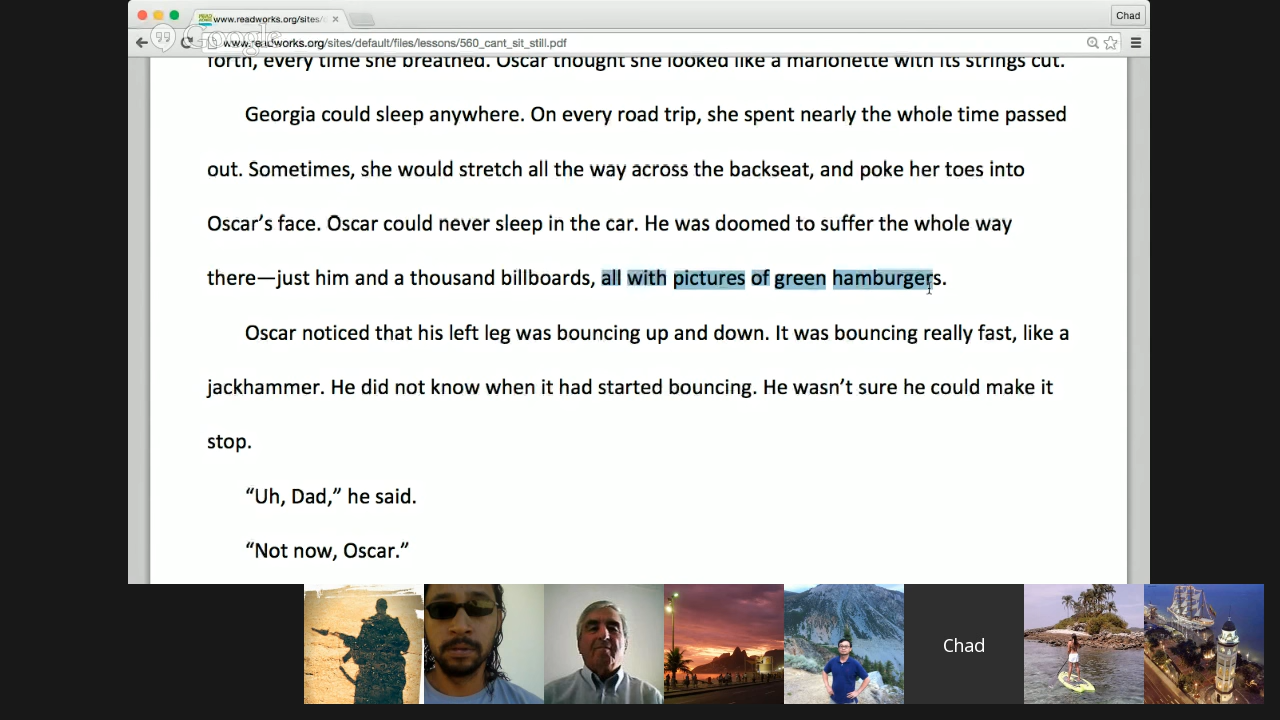 www.readworks.org/sites/
Chad
Google
www.readworks.org/sites/default/files/lessons/560_cant_sit_still.pdf
forth, every time she breathed. Oscar thought she looked like a marionette with its strings cut.
Georgia could sleep anywhere. On every road trip, she spent nearly the whole time passed
out. Sometimes, she would stretch all the way across the backseat, and poke her toes into
Oscar’s face. Oscar could never sleep in the car. He was doomed to suffer the whole way
there—just him and a thousand billboards, all with pictures of green hamburgers.
Oscar noticed that his left leg was bouncing up and down. It was bouncing really fast, like a
jackhammer. He did not know when it had started bouncing. He wasn’t sure he could make it
stop.
“Uh, Dad,” he said.
“Not now, Oscar.”
Chad